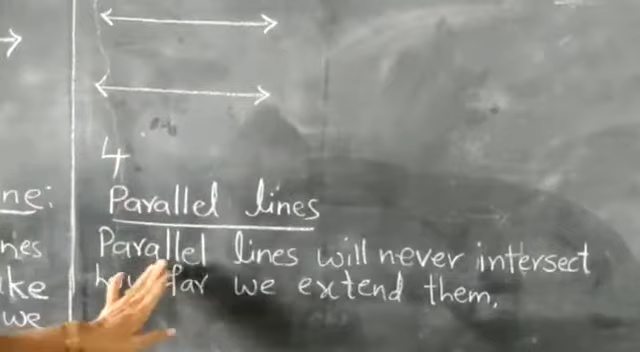 4
Parallel lines
ne:
Parallel lines will never intersect
nes
far we extend them.
ke
we